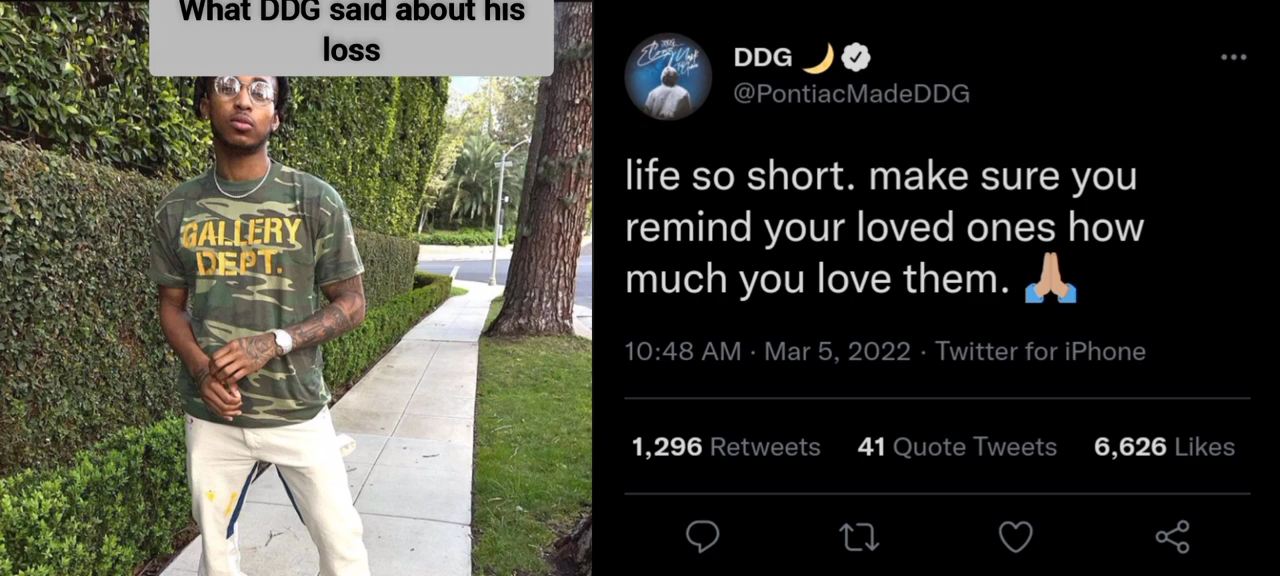 What DDG said about his
loss
GALLERY
DEPT.
DDG 🌙
@PontiacMadeDDG
life so short. make sure you
remind your loved ones how
much you love them. 🙏🏼
10:48 AM · Mar 5, 2022 · Twitter for iPhone
1,296 Retweets 41 Quote Tweets 6,626 Likes